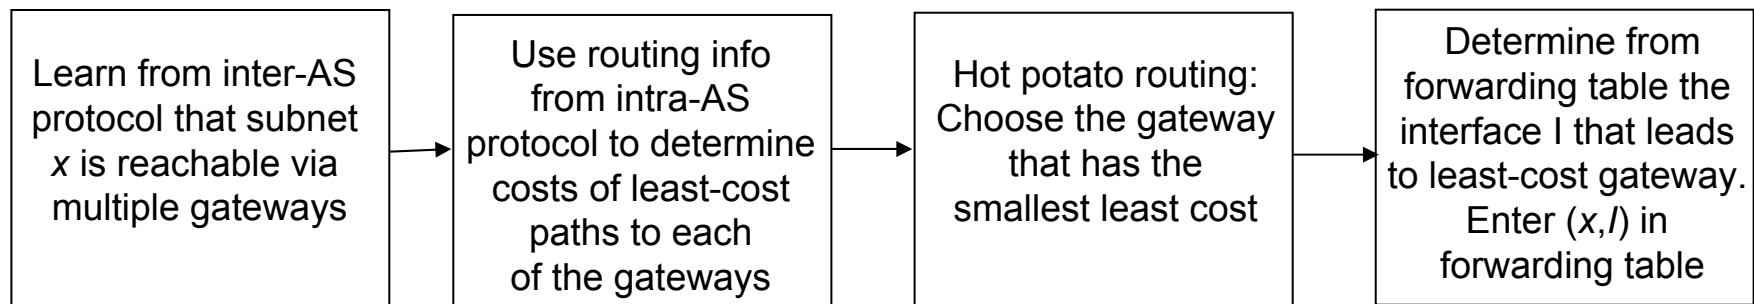 Learn from inter-AS
protocol that subnet
x is reachable via
multiple gateways
Use routing info
from intra-AS
protocol to determine
costs of least-cost
paths to each
of the gateways
Hot potato routing:
Choose the gateway
that has the
smallest least cost
Determine from
forwarding table the
interface I that leads
to least-cost gateway.
Enter (x,I) in
forwarding table